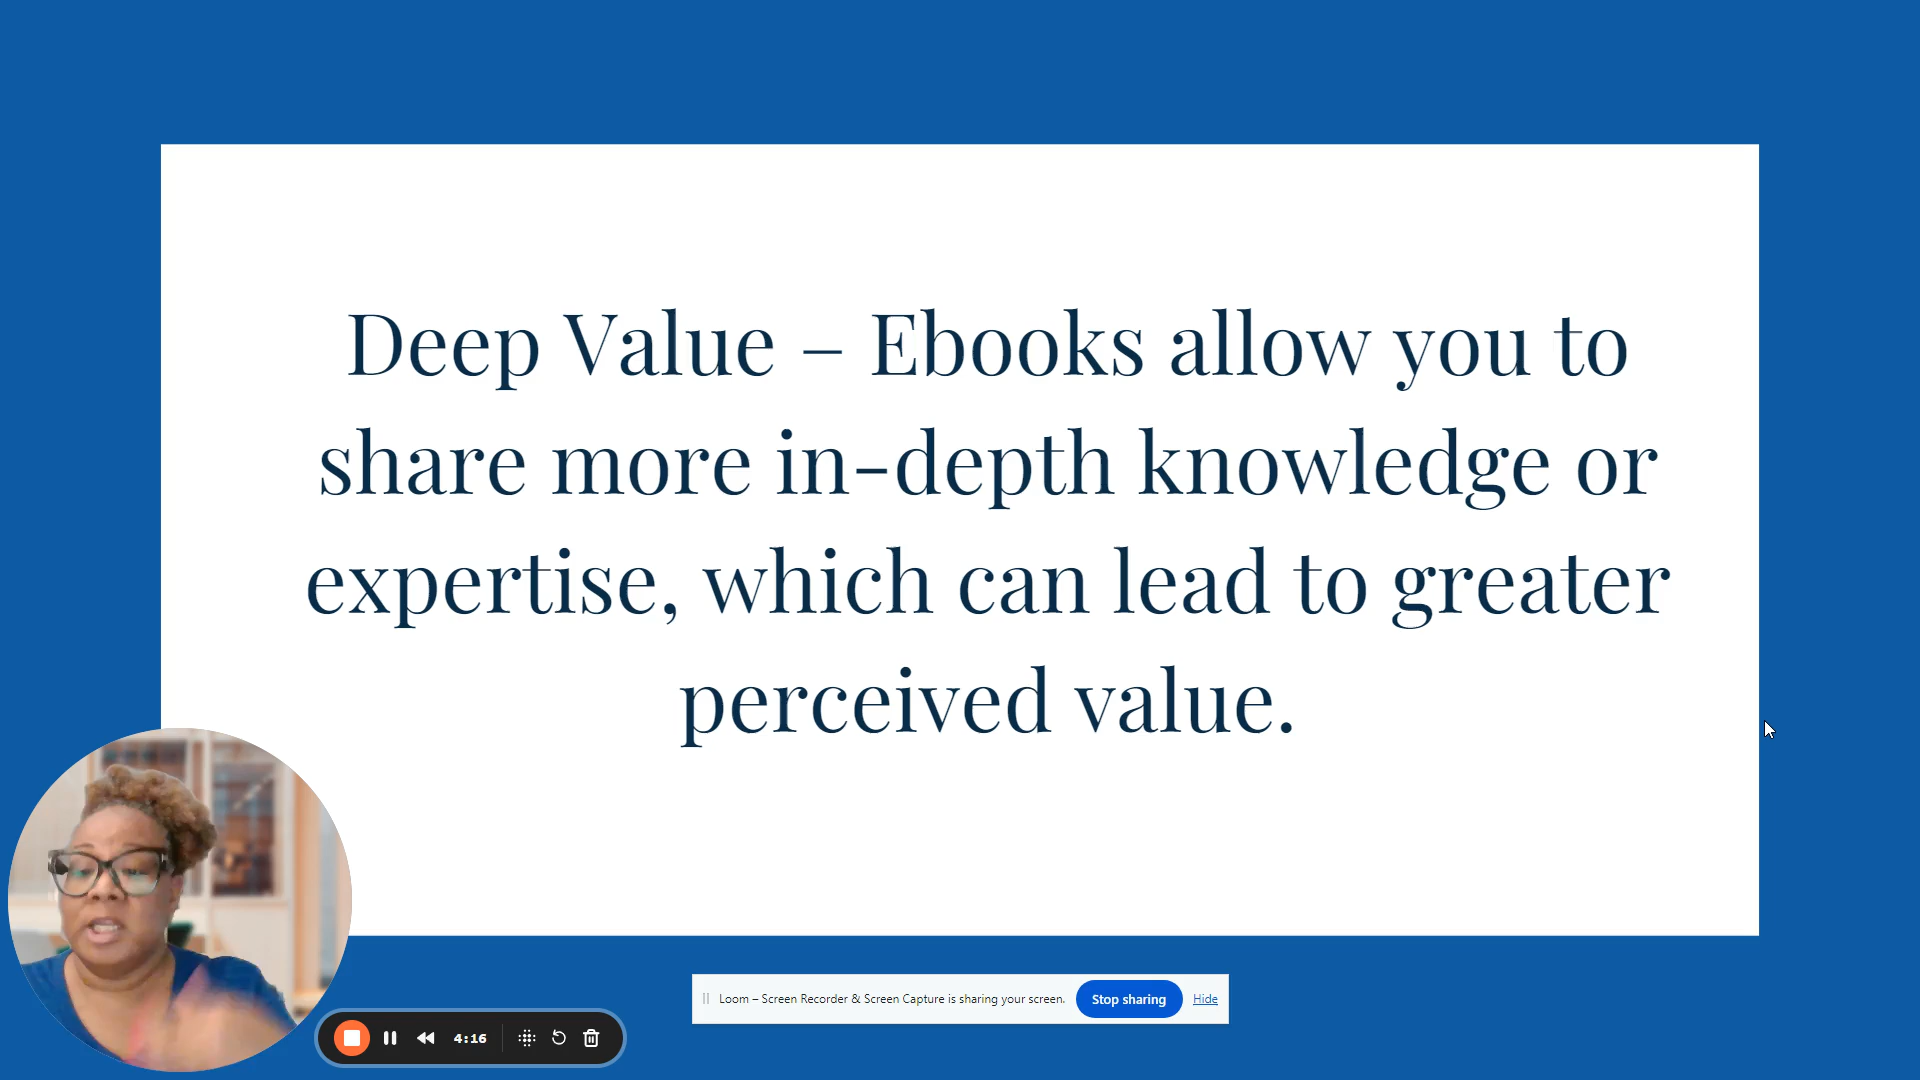 Deep Value – Ebooks allow you to
share more in-depth knowledge or
expertise, which can lead to greater
perceived value.
Loom – Screen Recorder & Screen Capture is sharing your screen. Stop sharing Hide
4:16